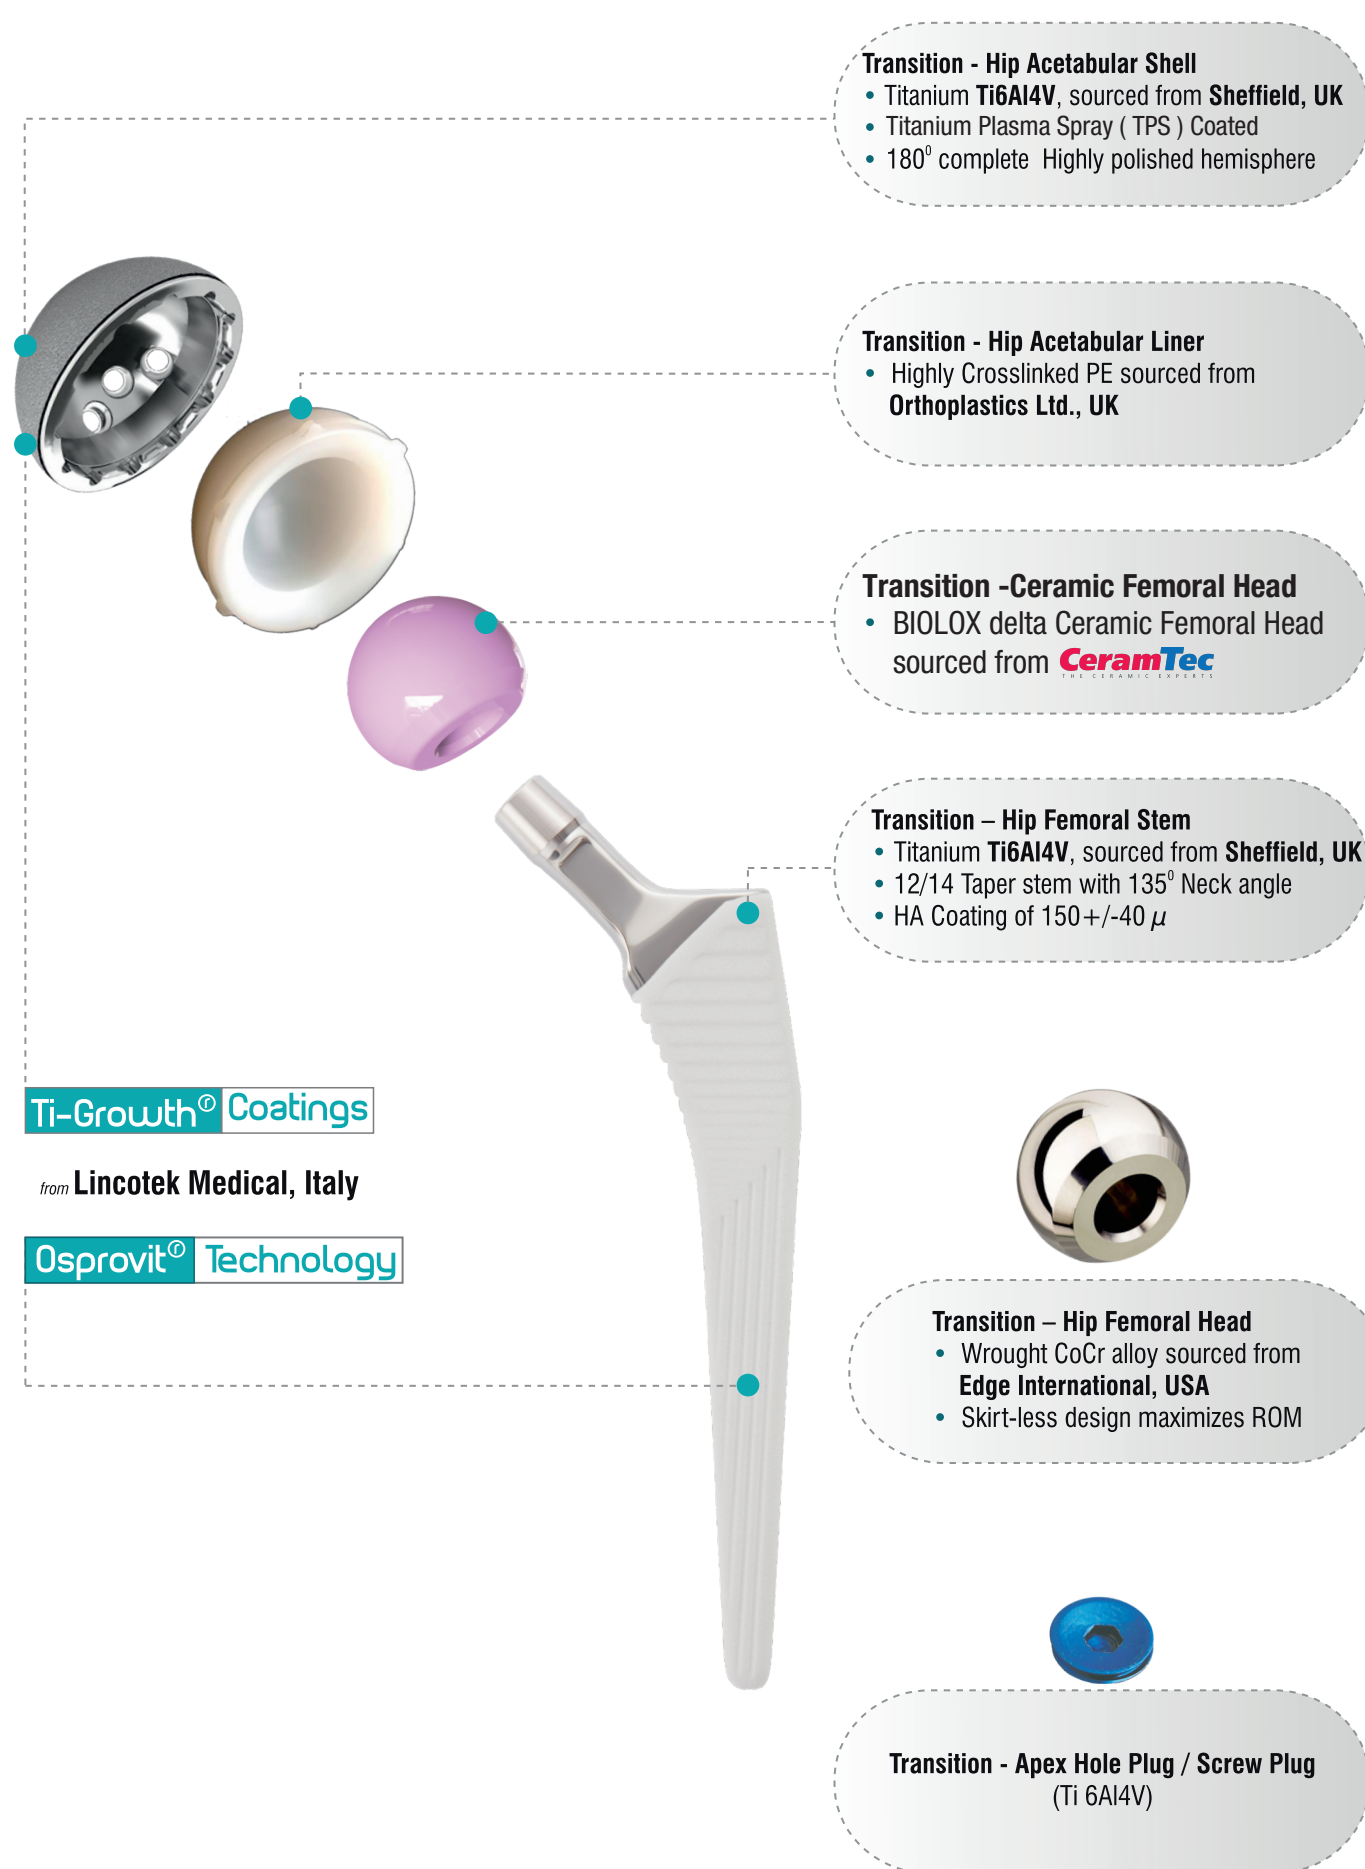 Transition - Hip Acetabular Shell
• Titanium Ti6Al4V, sourced from Sheffield, UK
• Titanium Plasma Spray ( TPS ) Coated
• 180⁰ complete Highly polished hemisphere
Transition - Hip Acetabular Liner
• Highly Crosslinked PE sourced from
Orthoplastics Ltd., UK
Transition -Ceramic Femoral Head
• BIOLOX delta Ceramic Femoral Head
sourced from CeramTec
THE CERAMIC EXPERTS
Transition – Hip Femoral Stem
• Titanium Ti6Al4V, sourced from Sheffield, UK
• 12/14 Taper stem with 135⁰ Neck angle
• HA Coating of 150+/-40 µ
Ti-Growth® Coatings
from Lincotek Medical, Italy
Osprovit® Technology
Transition – Hip Femoral Head
• Wrought CoCr alloy sourced from
Edge International, USA
• Skirt-less design maximizes ROM
Transition - Apex Hole Plug / Screw Plug
(Ti 6Al4V)